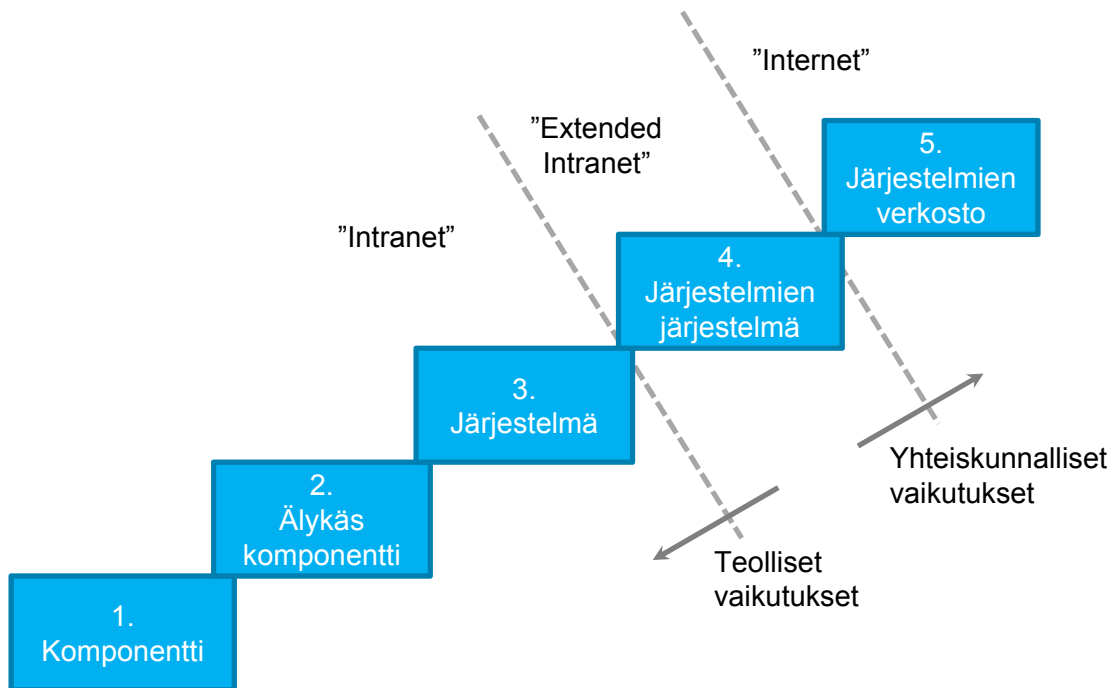 ”Internet”
”Extended
Intranet”
”Intranet”
5.
Järjestelmien
verkosto
4.
Järjestelmien
järjestelmä
3.
Järjestelmä
2.
Älykäs
komponentti
1.
Komponentti
Yhteiskunnalliset
vaikutukset
Teolliset
vaikutukset